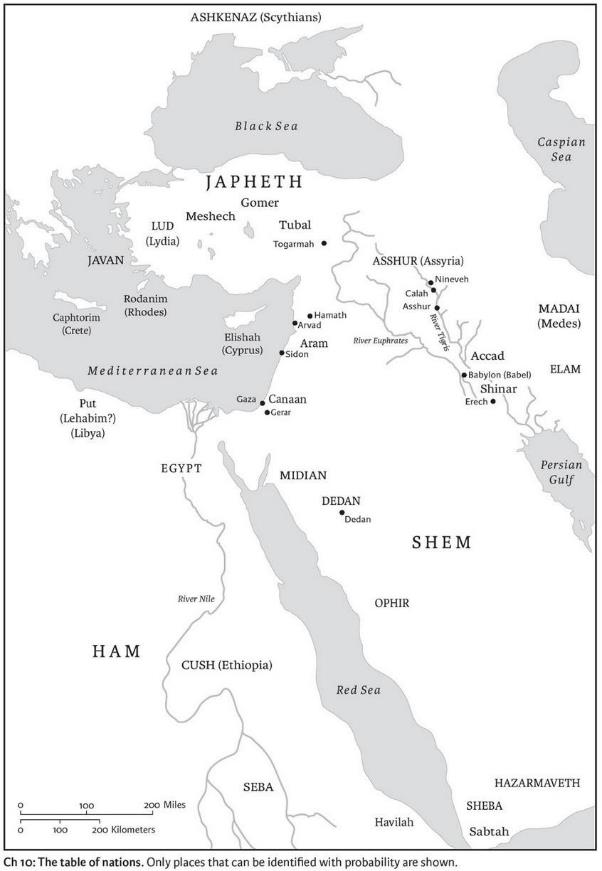 ASHKENAZ (Scythians)
Black Sea
Caspian
Sea
JAPHETH
Gomer
Meshech
LUD
(Lydia)
Tubal
Togarmah
JAVAN
ASSHUR (Assyria)
Nineveh
Calah
Asshur
Rodanim
(Rhodes)
Caphtorim
(Crete)
Elishah
(Cyprus)
Hamath
Arvad
Aram
Sidon
River Euphrates
River Tigris
MADAI
(Medes)
Accad
ELAM
Babylon (Babel)
Shinar
Erech
Mediterranean Sea
Put
(Lehabim?)
(Libya)
Gaza
Canaan
Gerar
Persian
Gulf
EGYPT
MIDIAN
DEDAN
Dedan
SHEM
River Nile
OPHIR
HAM
CUSH (Ethiopia)
Red Sea
SEBA
HAZARMAVETH
SHEBA
Havilah
Sabtah
0 100 200 Miles
0 100 200 Kilometers
Ch 10: The table of nations. Only places that can be identified with probability are shown.